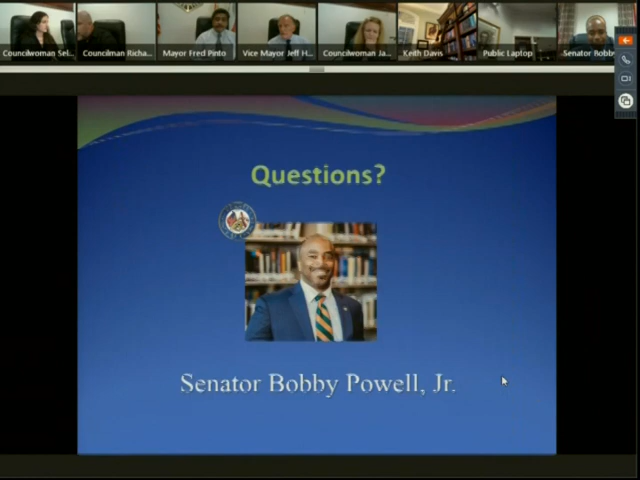 Councilwoman Sel...
Councilman Richa...
Mayor Fred Pinto
Vice Mayor Jeff H...
Councilwoman Ja...
Keith Davis
Public Laptop
Senator Bobby
Questions?
Senator Bobby Powell, Jr.